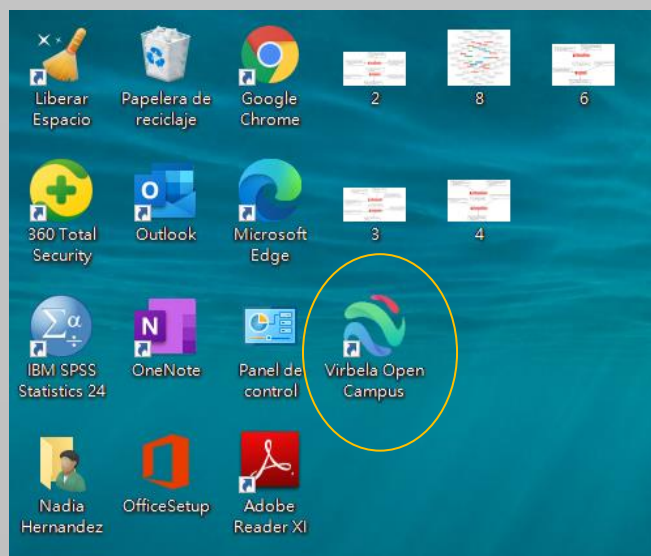 Liberar
Espacio
Papelera de
reciclaje
Google
Chrome
2
8
6
360 Total
Security
Outlook
Microsoft
Edge
3
4
IBM SPSS
Statistics 24
OneNote
Panel de
control
Virbela Open
Campus
Nadia
Hernandez
OfficeSetup
Adobe
Reader XI